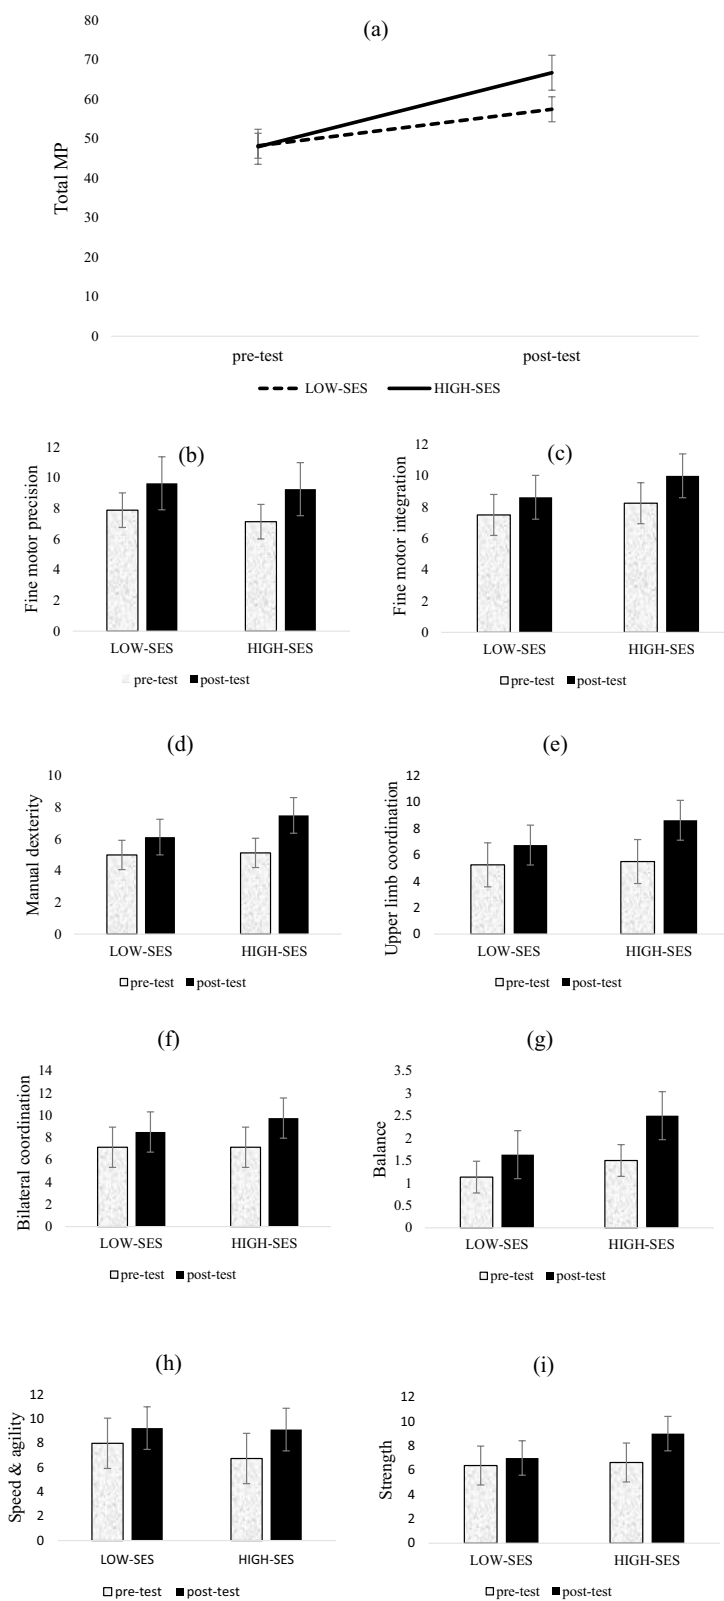 (a)
Total MP
80
70
60
50
40
30
20
10
0
pre-test post-test
LOW-SES HIGH-SES
(b)
Fine motor precision
12
10
8
6
4
2
0
LOW-SES HIGH-SES
pre-test post-test
(c)
Fine motor integration
12
10
8
6
4
2
0
LOW-SES HIGH-SES
pre-test post-test
(d)
Manual dexterity
10
8
6
4
2
0
LOW-SES HIGH-SES
pre-test post-test
(e)
Upper limb coordination
12
10
8
6
4
2
0
LOW-SES HIGH-SES
pre-test post-test
(f)
Bilateral coordination
14
12
10
8
6
4
2
0
LOW-SES HIGH-SES
pre-test post-test
(g)
Balance
3.5
3
2.5
2
1.5
1
0.5
0
LOW-SES HIGH-SES
pre-test post-test
(h)
Speed & agility
12
10
8
6
4
2
0
LOW-SES HIGH-SES
pre-test post-test
(i)
Strength
12
10
8
6
4
2
0
LOW-SES HIGH-SES
pre-test post-test